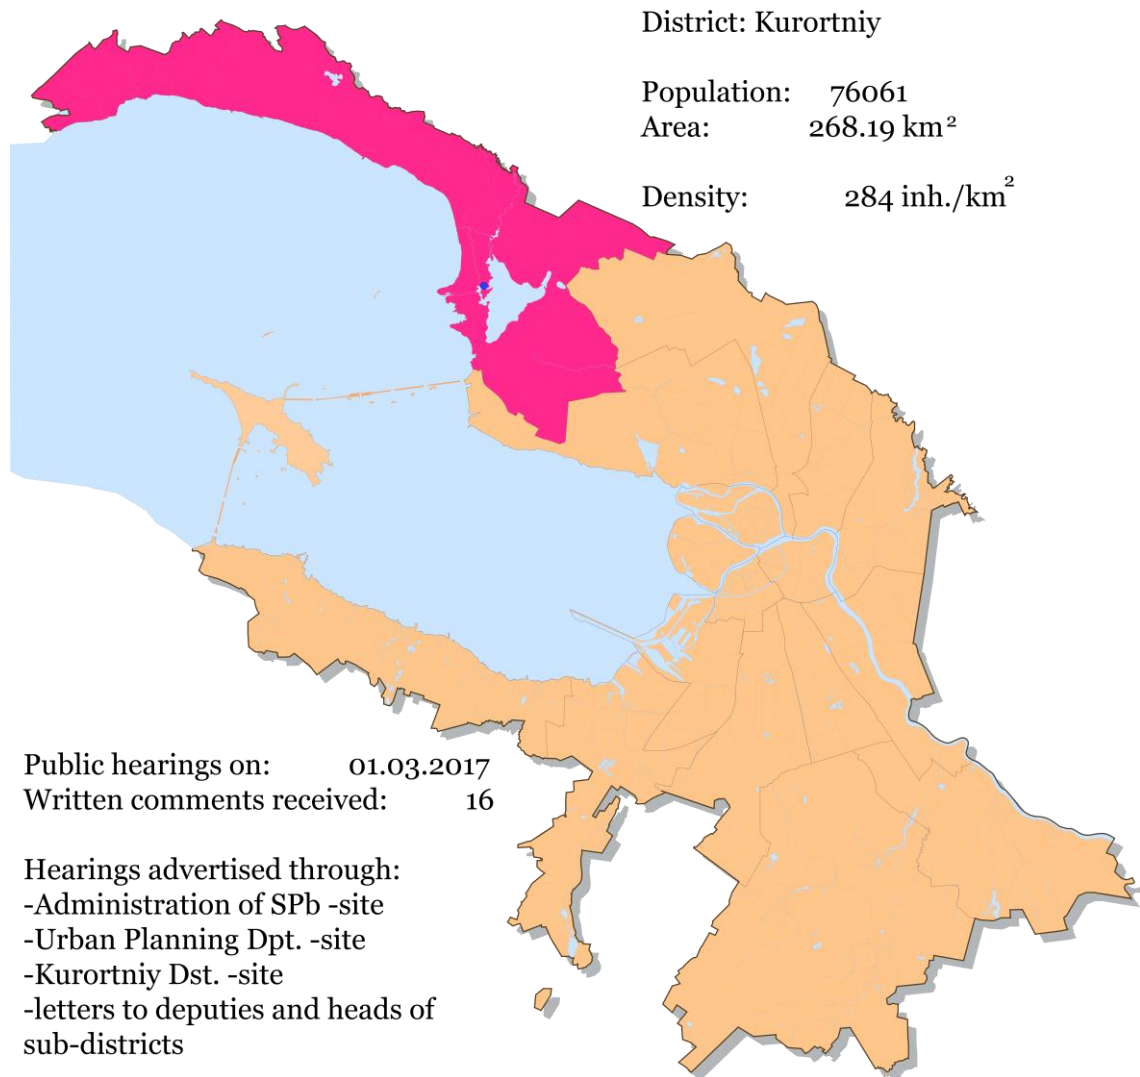 District: Kurortniy
Population: 76061
Area: 268.19 km²
Density: 284 inh./km²
Public hearings on: 01.03.2017
Written comments received: 16
Hearings advertised through:
-Administration of SPb -site
-Urban Planning Dpt. -site
-Kurortniy Dst. -site
-letters to deputies and heads of
sub-districts